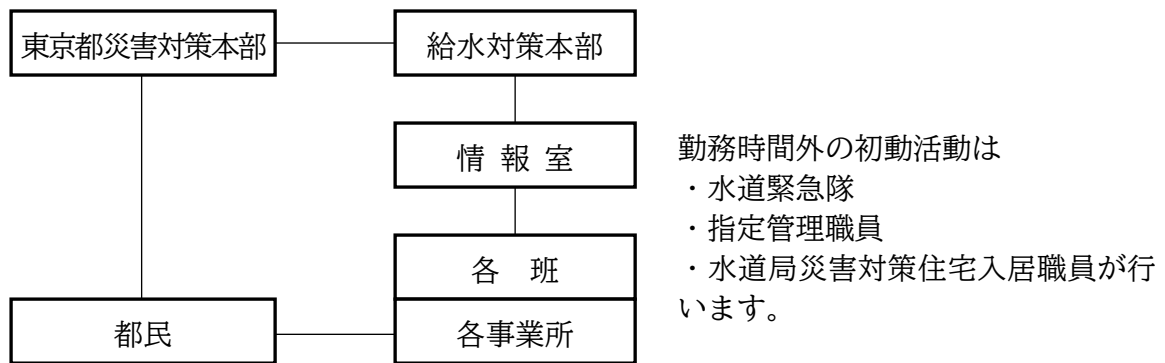 東京都災害対策本部
給水対策本部
情報室
各　班
都民
各事業所
勤務時間外の初動活動は
・水道緊急隊
・指定管理職員
・水道局災害対策住宅入居職員が行
います。